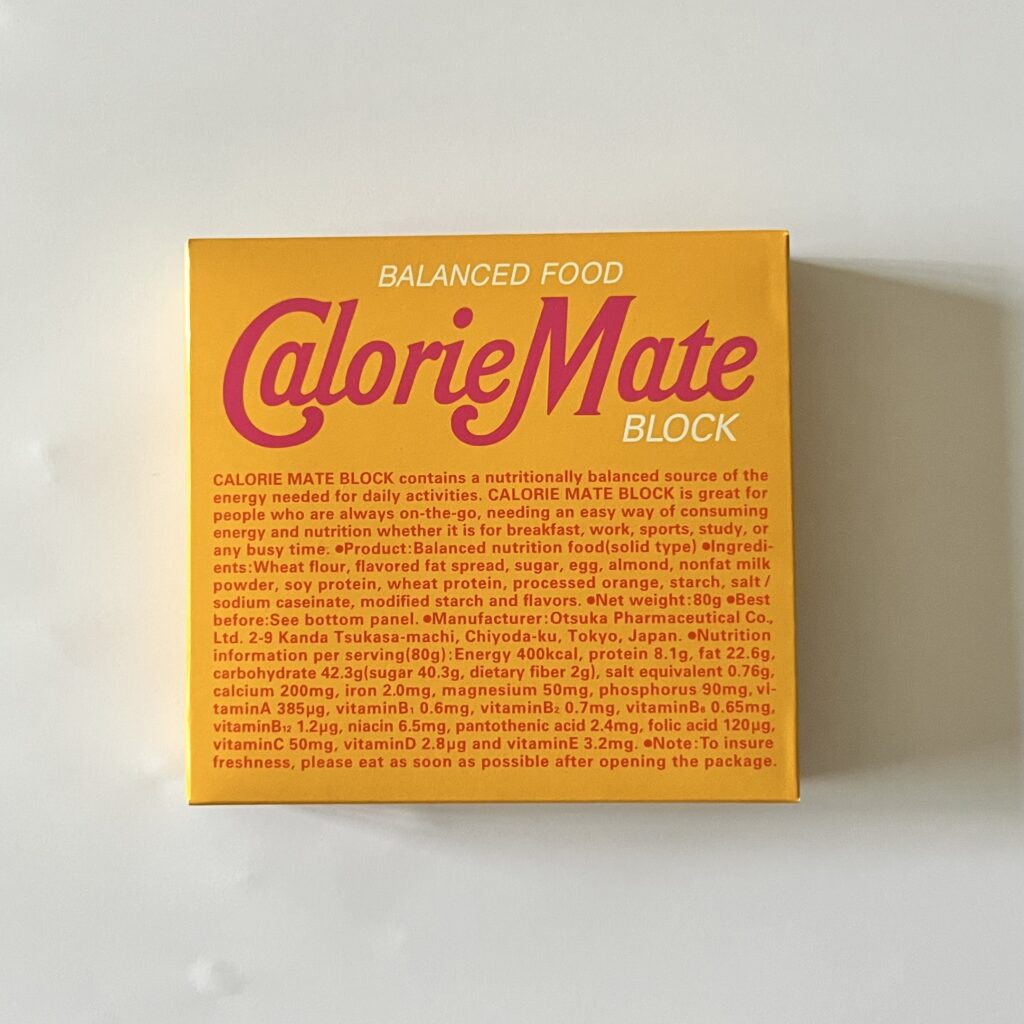 BALANCED FOOD
CalorieMate
BLOCK
CALORIE MATE BLOCK contains a nutritionally balanced source of the
energy needed for daily activities. CALORIE MATE BLOCK is great for
people who are always on-the-go, needing an easy way of consuming
energy and nutrition whether it is for breakfast, work, sports, study, or
any busy time. ●Product:Balanced nutrition food(solid type) ●Ingredi-
ents:Wheat flour, flavored fat spread, sugar, egg, almond, nonfat milk
powder, soy protein, wheat protein, processed orange, starch, salt /
sodium caseinate, modified starch and flavors. ●Net weight:80g ●Best
before:See bottom panel. ●Manufacturer:Otsuka Pharmaceutical Co.,
Ltd. 2-9 Kanda Tsukasa-machi, Chiyoda-ku, Tokyo, Japan. ●Nutrition
information per serving(80g):Energy 400kcal, protein 8.1g, fat 22.6g,
carbohydrate 42.3g(sugar 40.3g, dietary fiber 2g), salt equivalent 0.76g,
calcium 200mg, iron 2.0mg, magnesium 50mg, phosphorus 90mg, vi-
taminA 385μg, vitaminB₁ 0.6mg, vitaminB₂ 0.7mg, vitaminB₆ 0.65mg,
vitaminB₁₂ 1.2μg, niacin 6.5mg, pantothenic acid 2.4mg, folic acid 120μg,
vitaminC 50mg, vitaminD 2.8μg and vitaminE 3.2mg. ●Note:To insure
freshness, please eat as soon as possible after opening the package.